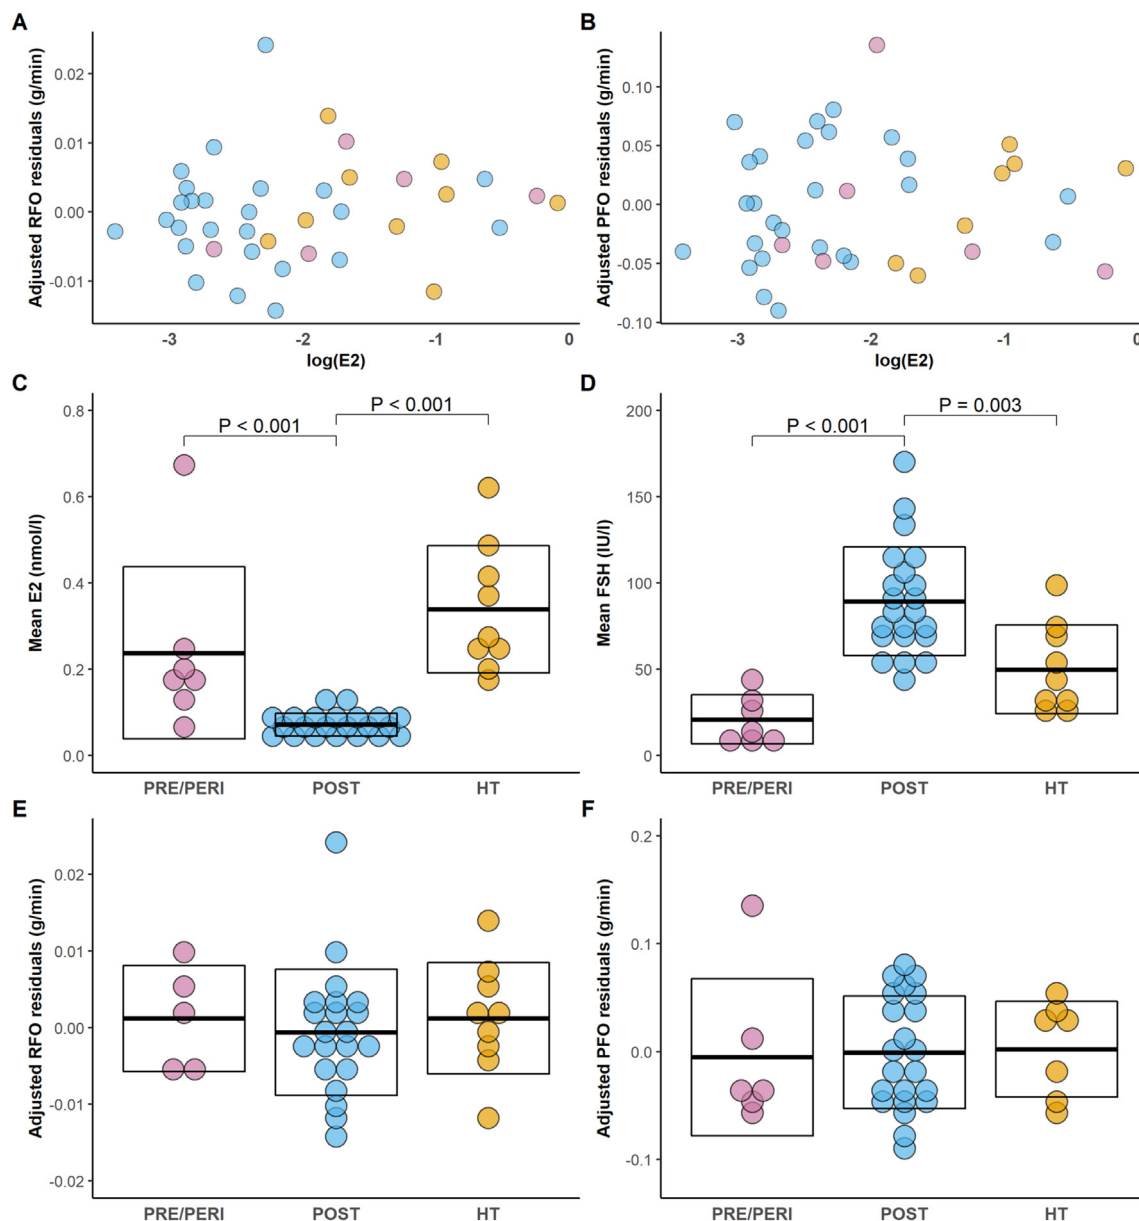 A
Adjusted RFO residuals (g/min)
0.02
0.01
0.00
-0.01
-3
-2
-1
0
log(E2)
B
Adjusted PFO residuals (g/min)
0.10
0.05
0.00
-0.05
-0.10
-3
-2
-1
0
log(E2)
C
Mean E2 (nmol/l)
0.8
0.6
0.4
0.2
0.0
P < 0.001
P < 0.001
PRE/PERI
POST
HT
D
Mean FSH (IU/l)
200
150
100
50
0
P < 0.001
P = 0.003
PRE/PERI
POST
HT
E
Adjusted RFO residuals (g/min)
0.02
0.01
0.00
-0.01
-0.02
PRE/PERI
POST
HT
F
Adjusted PFO residuals (g/min)
0.2
0.1
0.0
-0.1
PRE/PERI
POST
HT